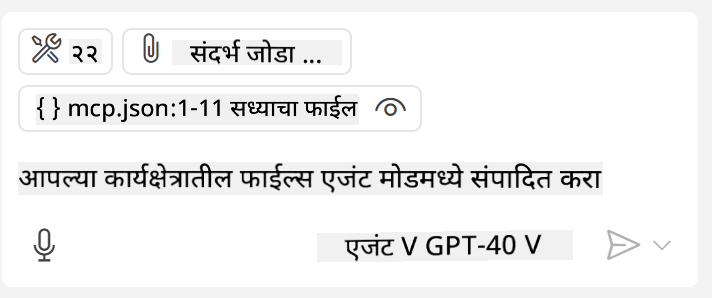 २२ संदर्भ जोडा ...
{ } mcp.json:1-11 सध्याचा फाईल
आपल्या कार्यक्षेत्रातील फाईल्स एजंट मोडमध्ये संपादित करा
एजंट V GPT-40 V